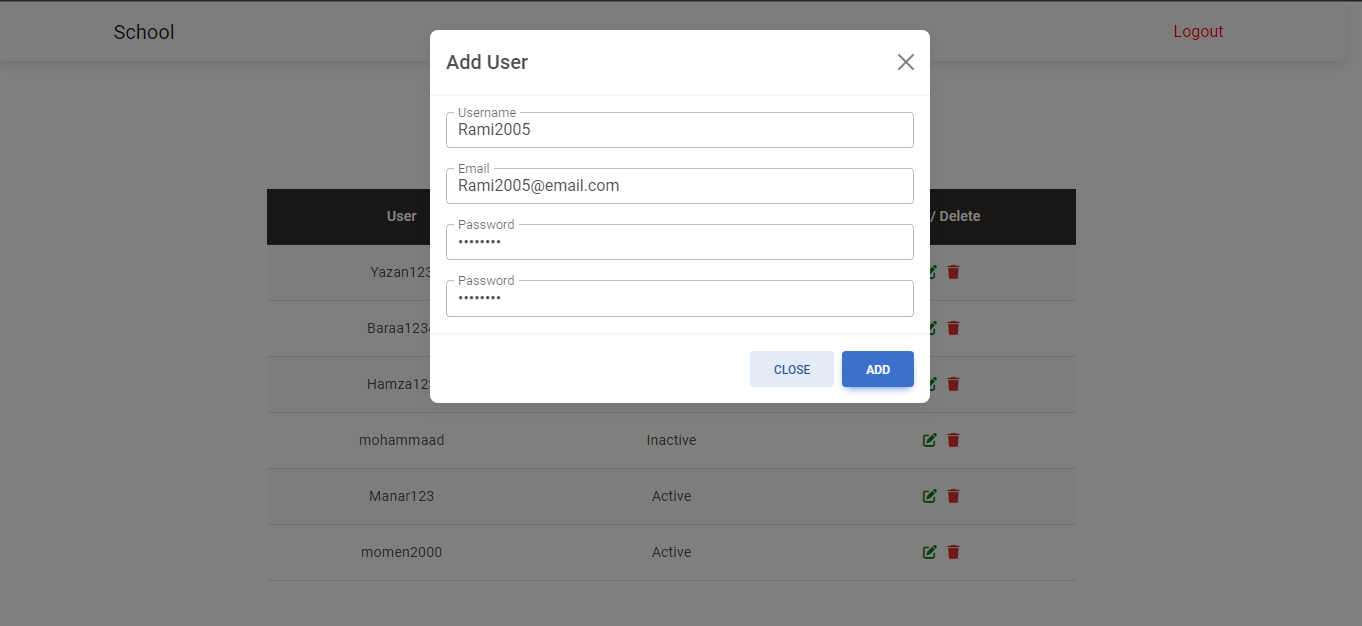 School
Logout
Add User
Username
Rami2005
Email
Rami2005@email.com
Password
••••••••
Password
••••••••
CLOSE
ADD
User
/ Delete
Yazan123
Baraa123
Hamza12
mohammaad
Inactive
Manar123
Active
momen2000
Active